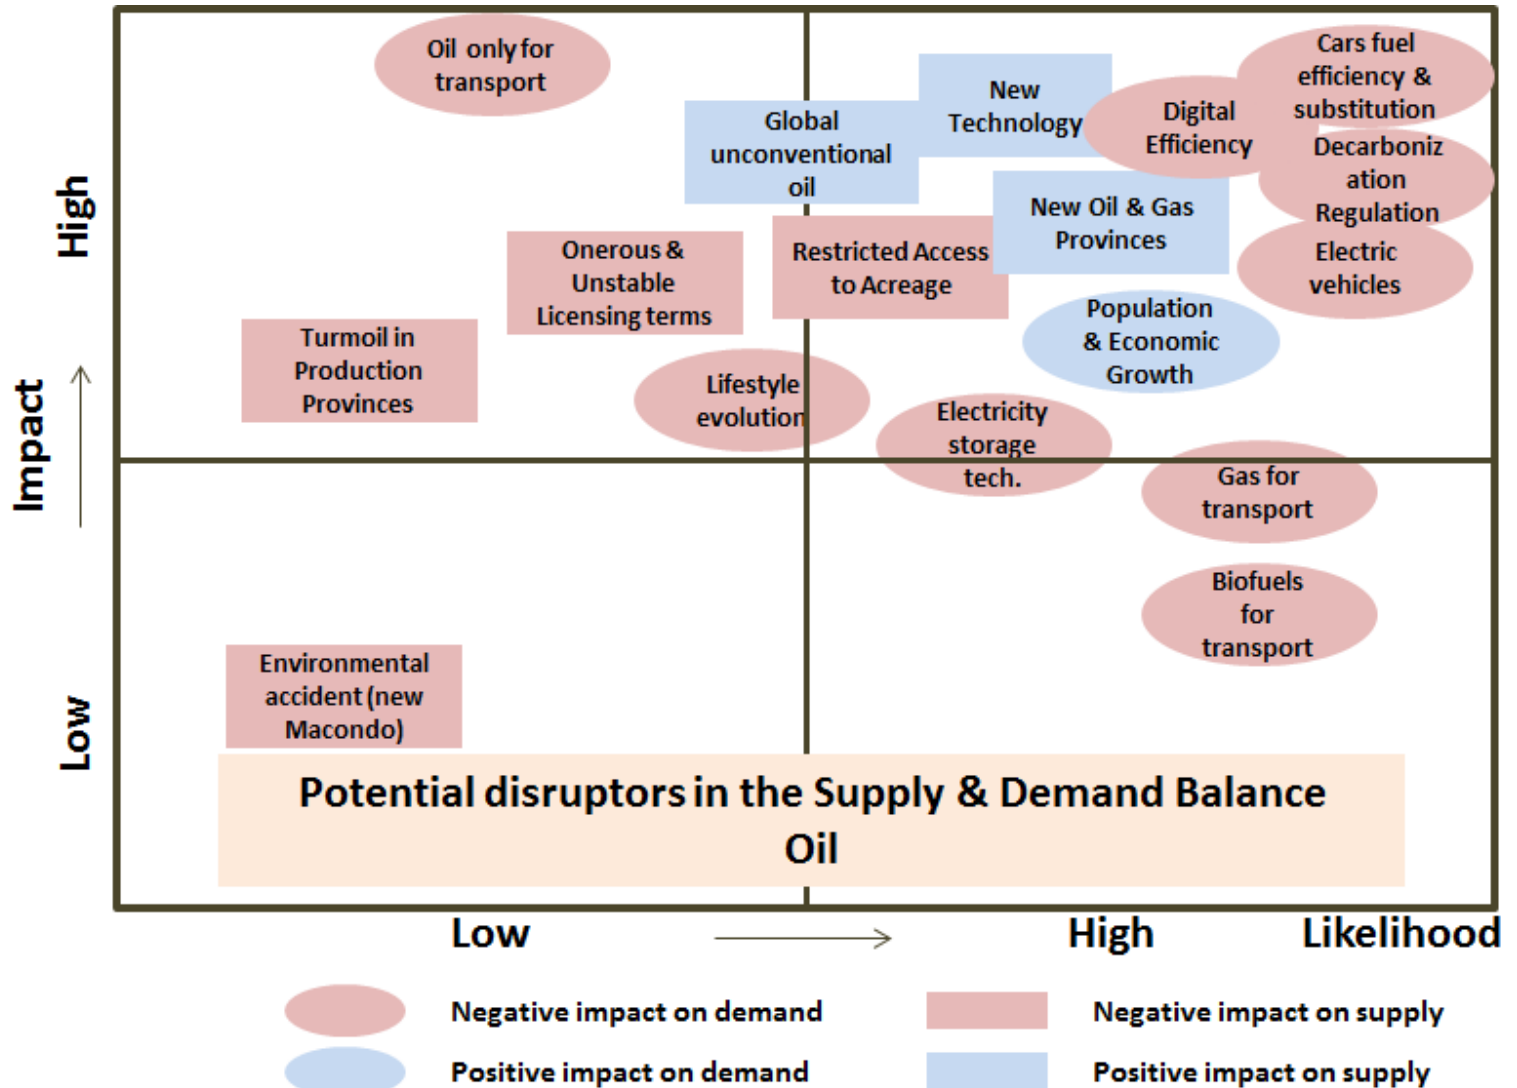 Oil only for
transport
Cars fuel
efficiency &
substitution
New
Technology
Digital
Efficiency
Global
unconventional
oil
Decarboniz
ation
Regulation
New Oil & Gas
Provinces
Onerous &
Unstable
Licensing terms
Restricted Access
to Acreage
Electric
vehicles
Population
& Economic
Growth
Turmoil in
Production
Provinces
Lifestyle
evolution
Electricity
storage
tech.
Gas for
transport
Biofuels
for
transport
Environmental
accident (new
Macondo)
Potential disruptors in the Supply & Demand Balance
Oil
High
Impact
Low
Low
High
Likelihood
Negative impact on demand
Negative impact on supply
Positive impact on demand
Positive impact on supply